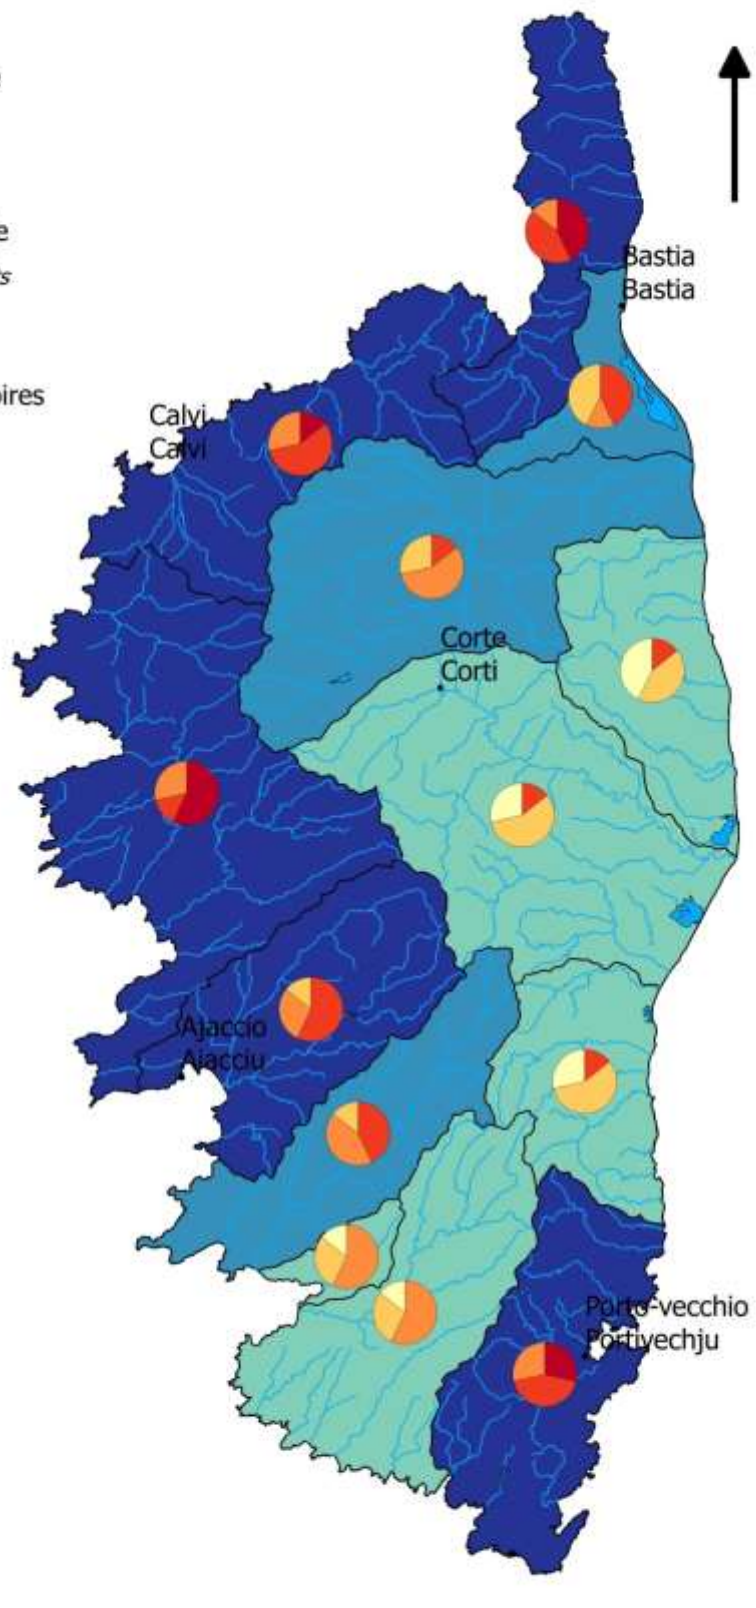 Bastia
Bastia
Calvi
Calvi
Corte
Corti
Ajaccio
Aiacciu
Porto-vecchio
Portivechju